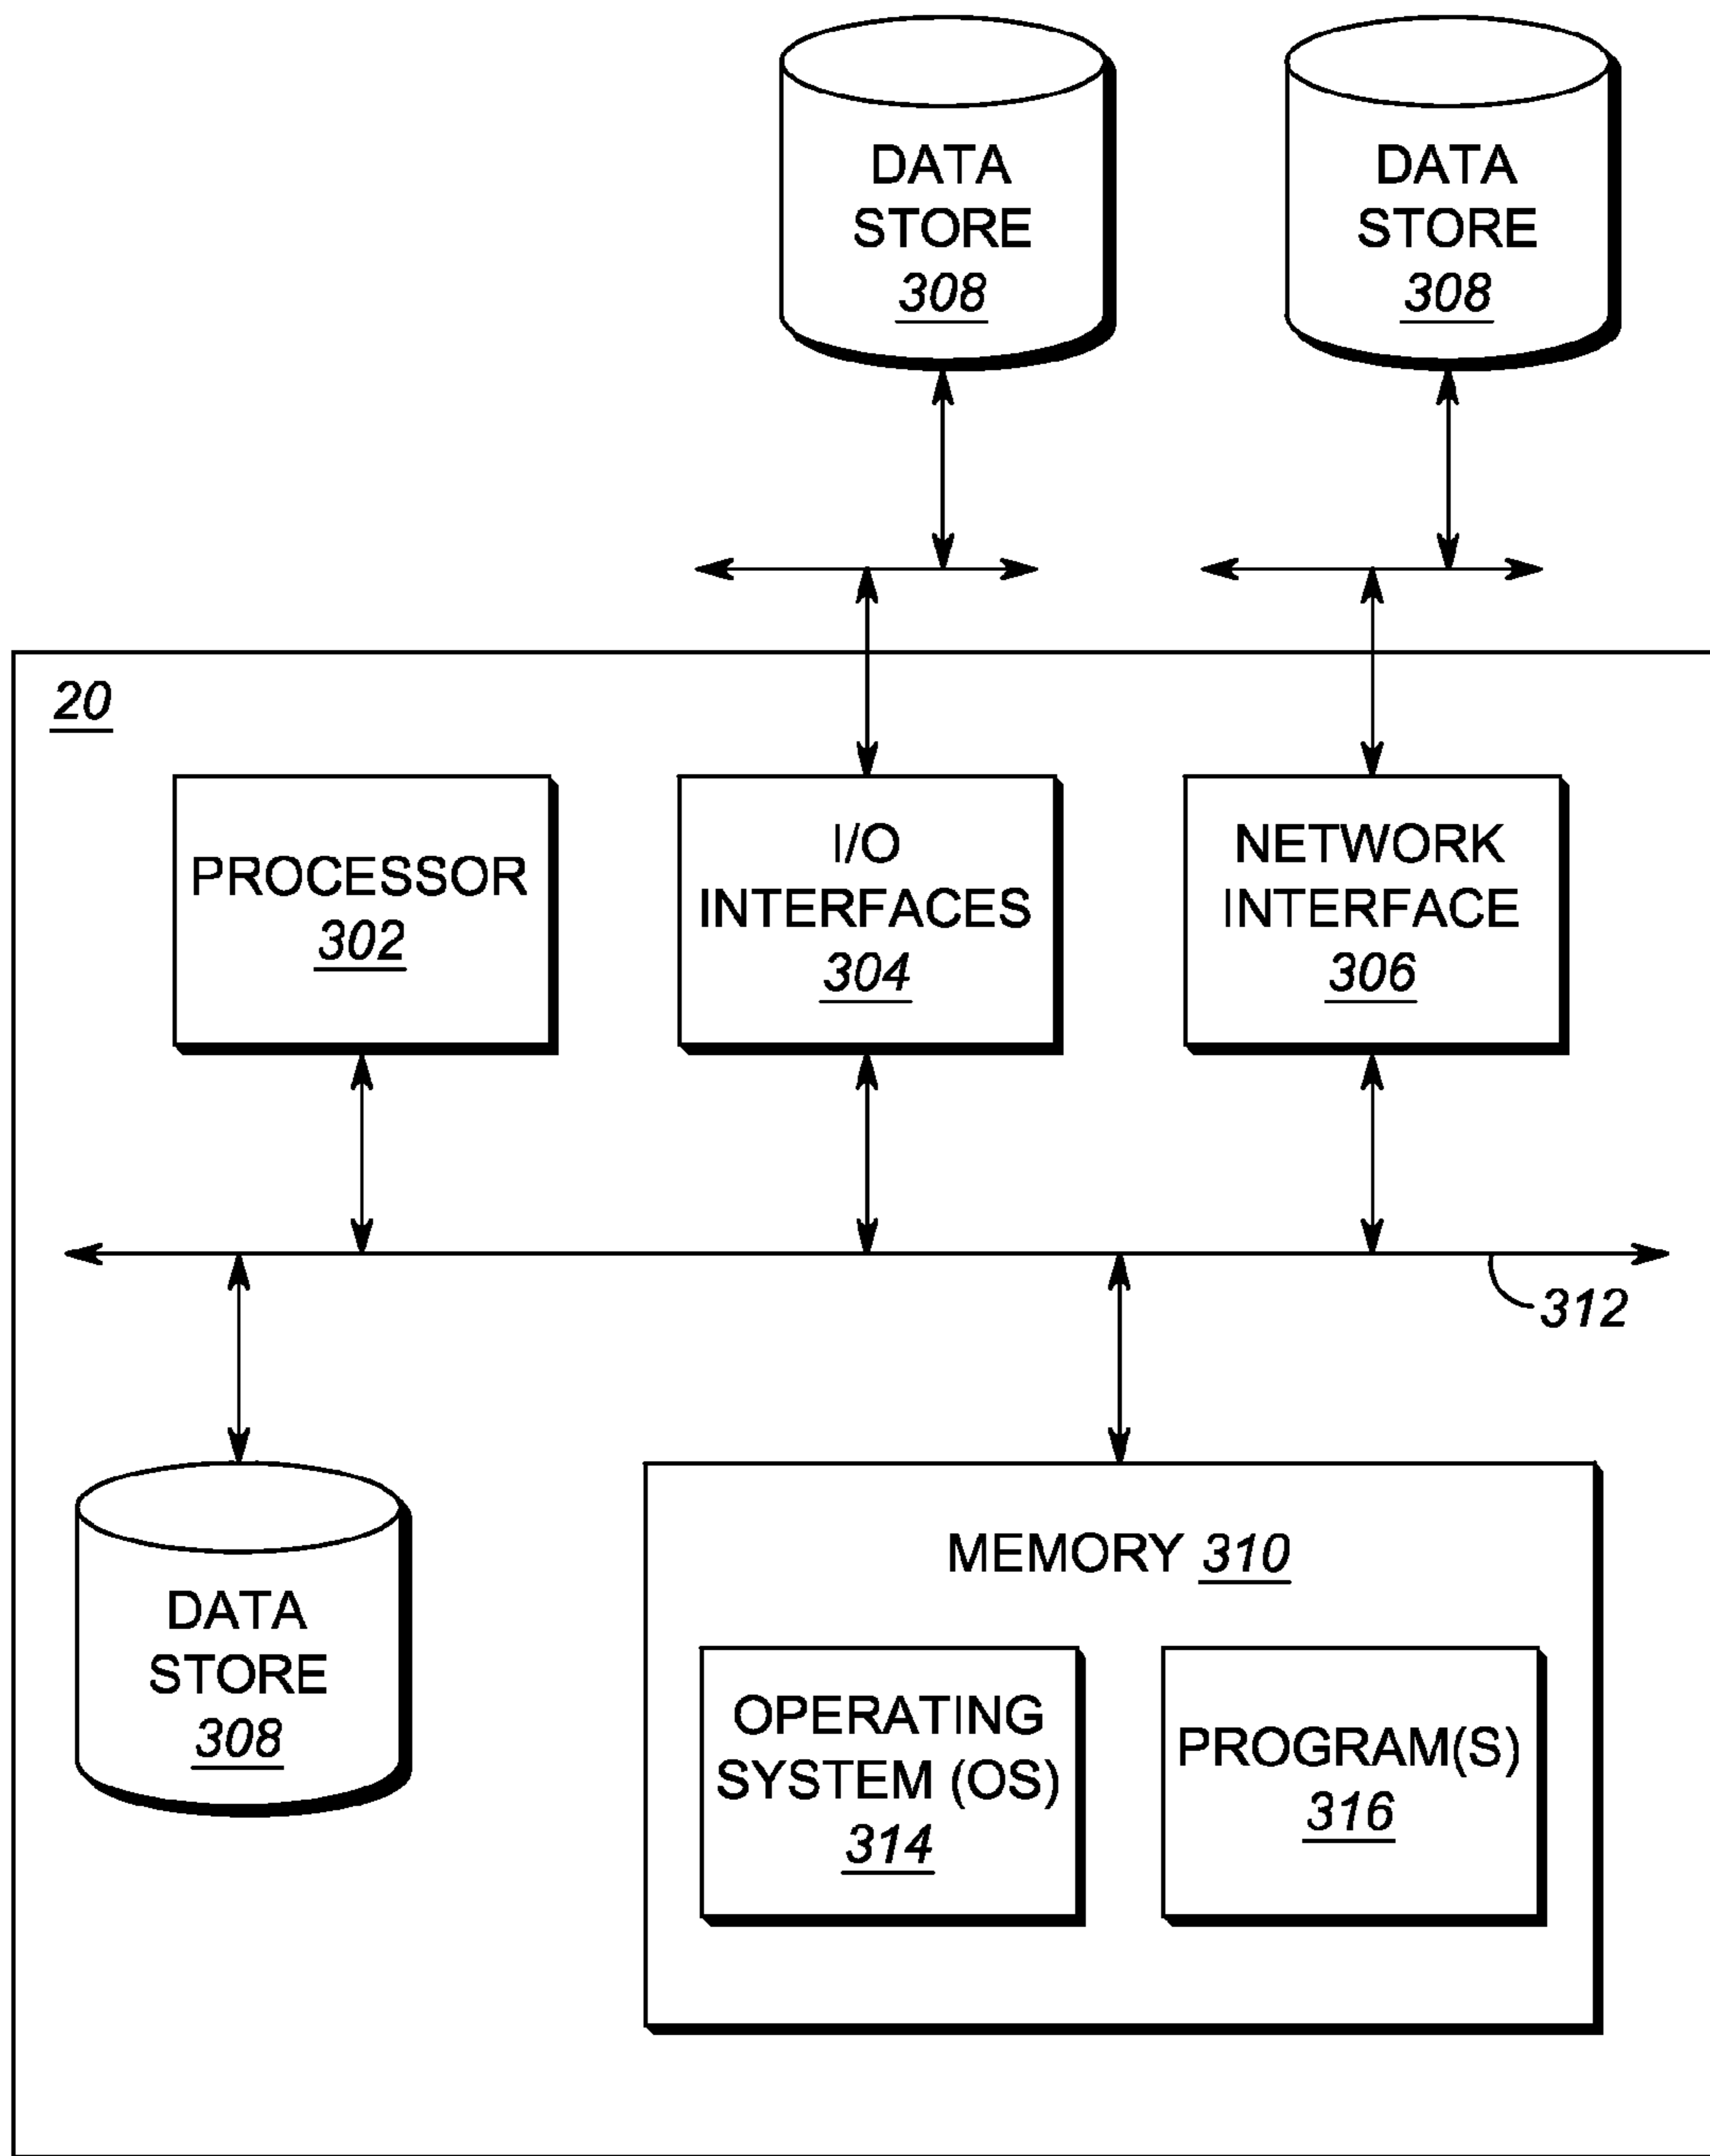 DATA
STORE
308
DATA
STORE
308
20
PROCESSOR
302
I/O
INTERFACES
304
NETWORK
INTERFACE
306
312
DATA
STORE
308
MEMORY 310
OPERATING
SYSTEM (OS)
314
PROGRAM(S)
316